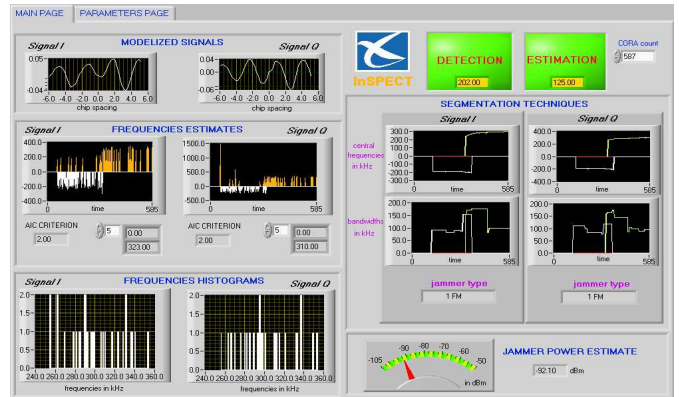 MAIN PAGE PARAMETERS PAGE
MODELIZED SIGNALS
Signal I Signal Q
0.05 -0.04
0.04 -0.00 -0.06
-6.0 -4.0 -2.0 0.0 2.0 4.0 6.0
-6.0 -4.0 -2.0 0.0 2.0 4.0 6.0
chip spacing chip spacing
InSPECT
DETECTION
202.00
ESTIMATION
125.00
CORA count
587
Signal I FREQUENCIES ESTIMATES Signal Q
400.0 200.0 0.0 -200.0 -400.0
1500.0 1000.0 500.0 0.0 -500.0
0 time 585
0 time 585
AIC CRITERION
2.00
5
0.00
323.00
AIC CRITERION
2.00
5
0.00
310.00
SEGMENTATION TECHNIQUES
Signal I Signal Q
central frequencies in kHz
300.0 200.0 100.0 0.0 -100.0 -200.0 -300.0
400.0 200.0 0.0 -200.0 -400.0
0 time 585
0 time 585
bandwidths in kHz
200.0 150.0 100.0 50.0 0.0
200.0 150.0 100.0 50.0 0.0
0 time 585
0 time 585
jammer type
1 FM
jammer type
1 FM
Signal I FREQUENCIES HISTOGRAMS Signal Q
2.0 1.5 1.0 0.5 0.0
2.0 1.5 1.0 0.5 0.0
240.0 260.0 280.0 300.0 320.0 340.0 360.0
240.0 260.0 280.0 300.0 320.0 340.0 360.0
frequencies in kHz frequencies in kHz
-105 -90 -80 -70 -60 -50
in dBm
JAMMER POWER ESTIMATE
-92.10 dBm